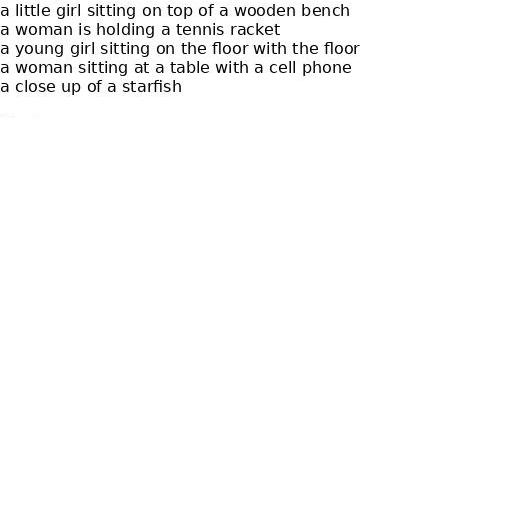 a little girl sitting on top of a wooden bench
a woman is holding a tennis racket
a young girl sitting on the floor with the floor
a woman sitting at a table with a cell phone
a close up of a starfish